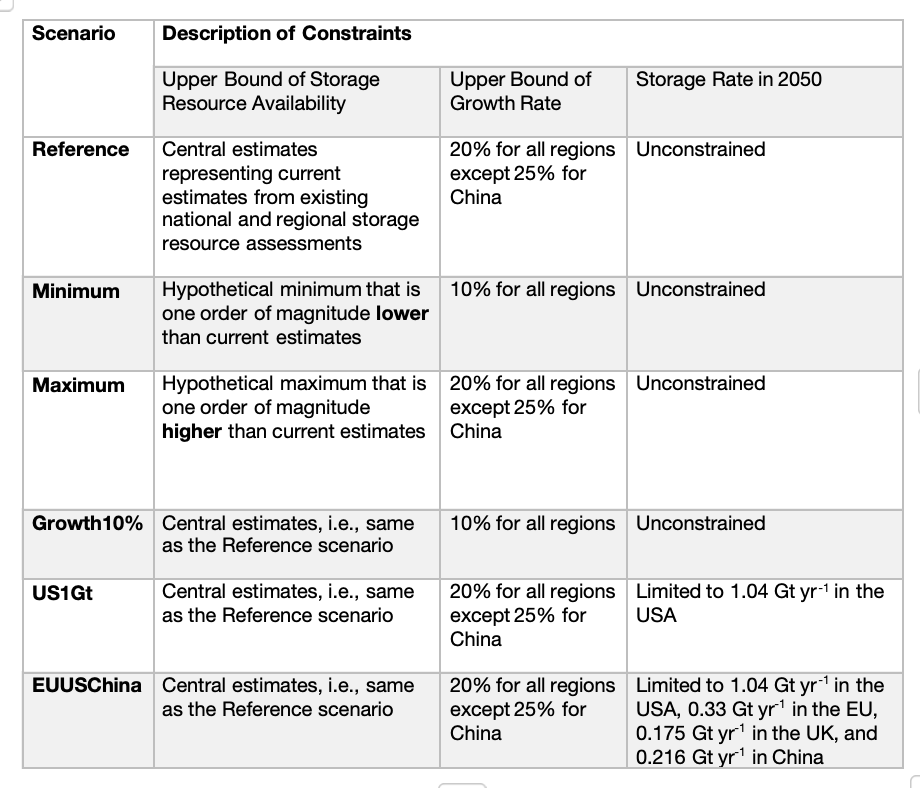 Scenario
Description of Constraints
Upper Bound of Storage
Resource Availability
Upper Bound of
Growth Rate
Storage Rate in 2050
Reference
Central estimates
representing current
estimates from existing
national and regional storage
resource assessments
20% for all regions
except 25% for
China
Unconstrained
Minimum
Hypothetical minimum that is
one order of magnitude lower
than current estimates
10% for all regions
Unconstrained
Maximum
Hypothetical maximum that is
one order of magnitude
higher than current estimates
20% for all regions
except 25% for
China
Unconstrained
Growth10%
Central estimates, i.e., same
as the Reference scenario
10% for all regions
Unconstrained
US1Gt
Central estimates, i.e., same
as the Reference scenario
20% for all regions
except 25% for
China
Limited to 1.04 Gt yr⁻¹ in the
USA
EUUSChina
Central estimates, i.e., same
as the Reference scenario
20% for all regions
except 25% for
China
Limited to 1.04 Gt yr⁻¹ in the
USA, 0.33 Gt yr⁻¹ in the EU,
0.175 Gt yr⁻¹ in the UK, and
0.216 Gt yr⁻¹ in China